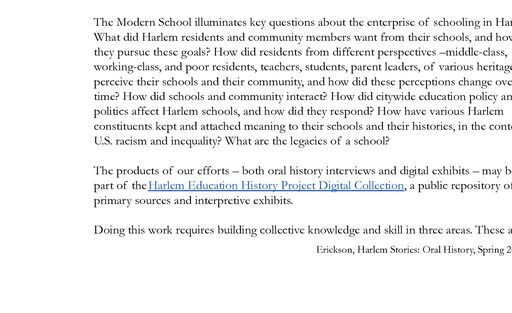 The Modern School illuminates key questions about the enterprise of schooling in Har
What did Harlem residents and community members want from their schools, and how
they pursue these goals? How did residents from different perspectives –middle-class,
working-class, and poor residents, teachers, students, parent leaders, of various heritage
perceive their schools and their community, and how did these perceptions change ove
time? How did schools and community interact? How did citywide education policy an
politics affect Harlem schools, and how did they respond? How have various Harlem
constituents kept and attached meaning to their schools and their histories, in the conte
U.S. racism and inequality? What are the legacies of a school?
The products of our efforts – both oral history interviews and digital exhibits – may b
part of the Harlem Education History Project Digital Collection, a public repository of
primary sources and interpretive exhibits.
Doing this work requires building collective knowledge and skill in three areas. These a
Erickson, Harlem Stories: Oral History, Spring 2